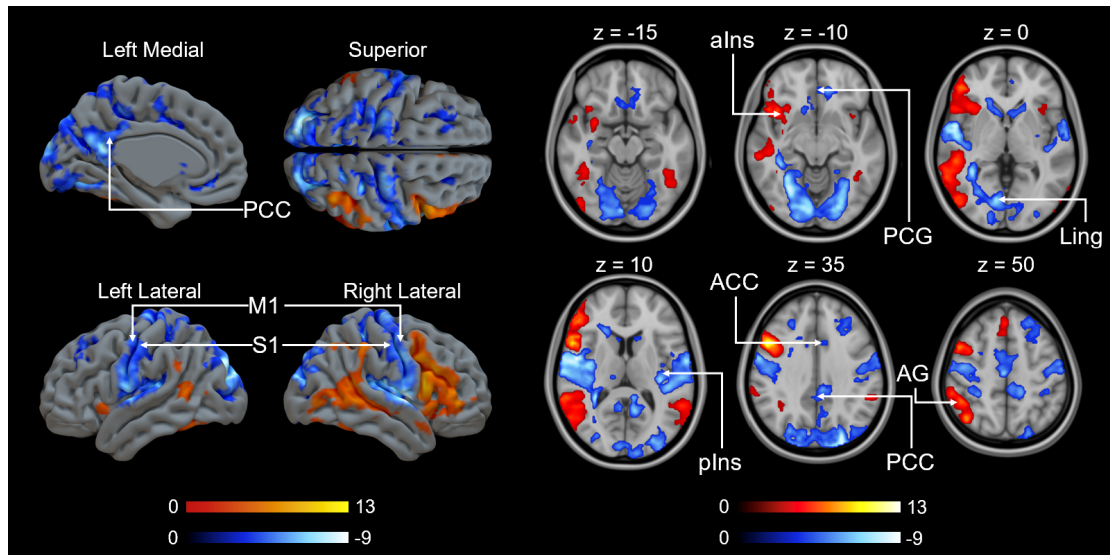 Left Medial
Superior
PCC
Left Lateral
Right Lateral
M1
S1
0
13
0
-9
z = -15
z = -10
z = 0
aIns
PCG
Ling
z = 10
z = 35
z = 50
ACC
AG
pIns
PCC
0
13
0
-9